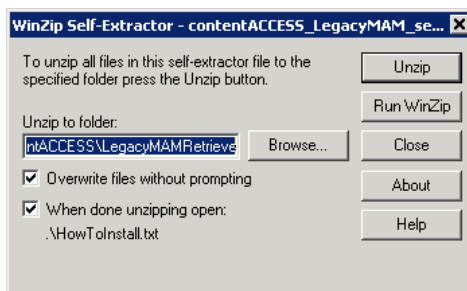 WinZip Self-Extractor - contentACCESS_LegacyMAM_se...
To unzip all files in this self-extractor file to the
specified folder press the Unzip button.
Unzip to folder:
ntACCESS\LegacyMAMRetrieve
Browse...
Overwrite files without prompting
When done unzipping open:
.\HowToInstall.txt
Unzip
Run WinZip
Close
About
Help